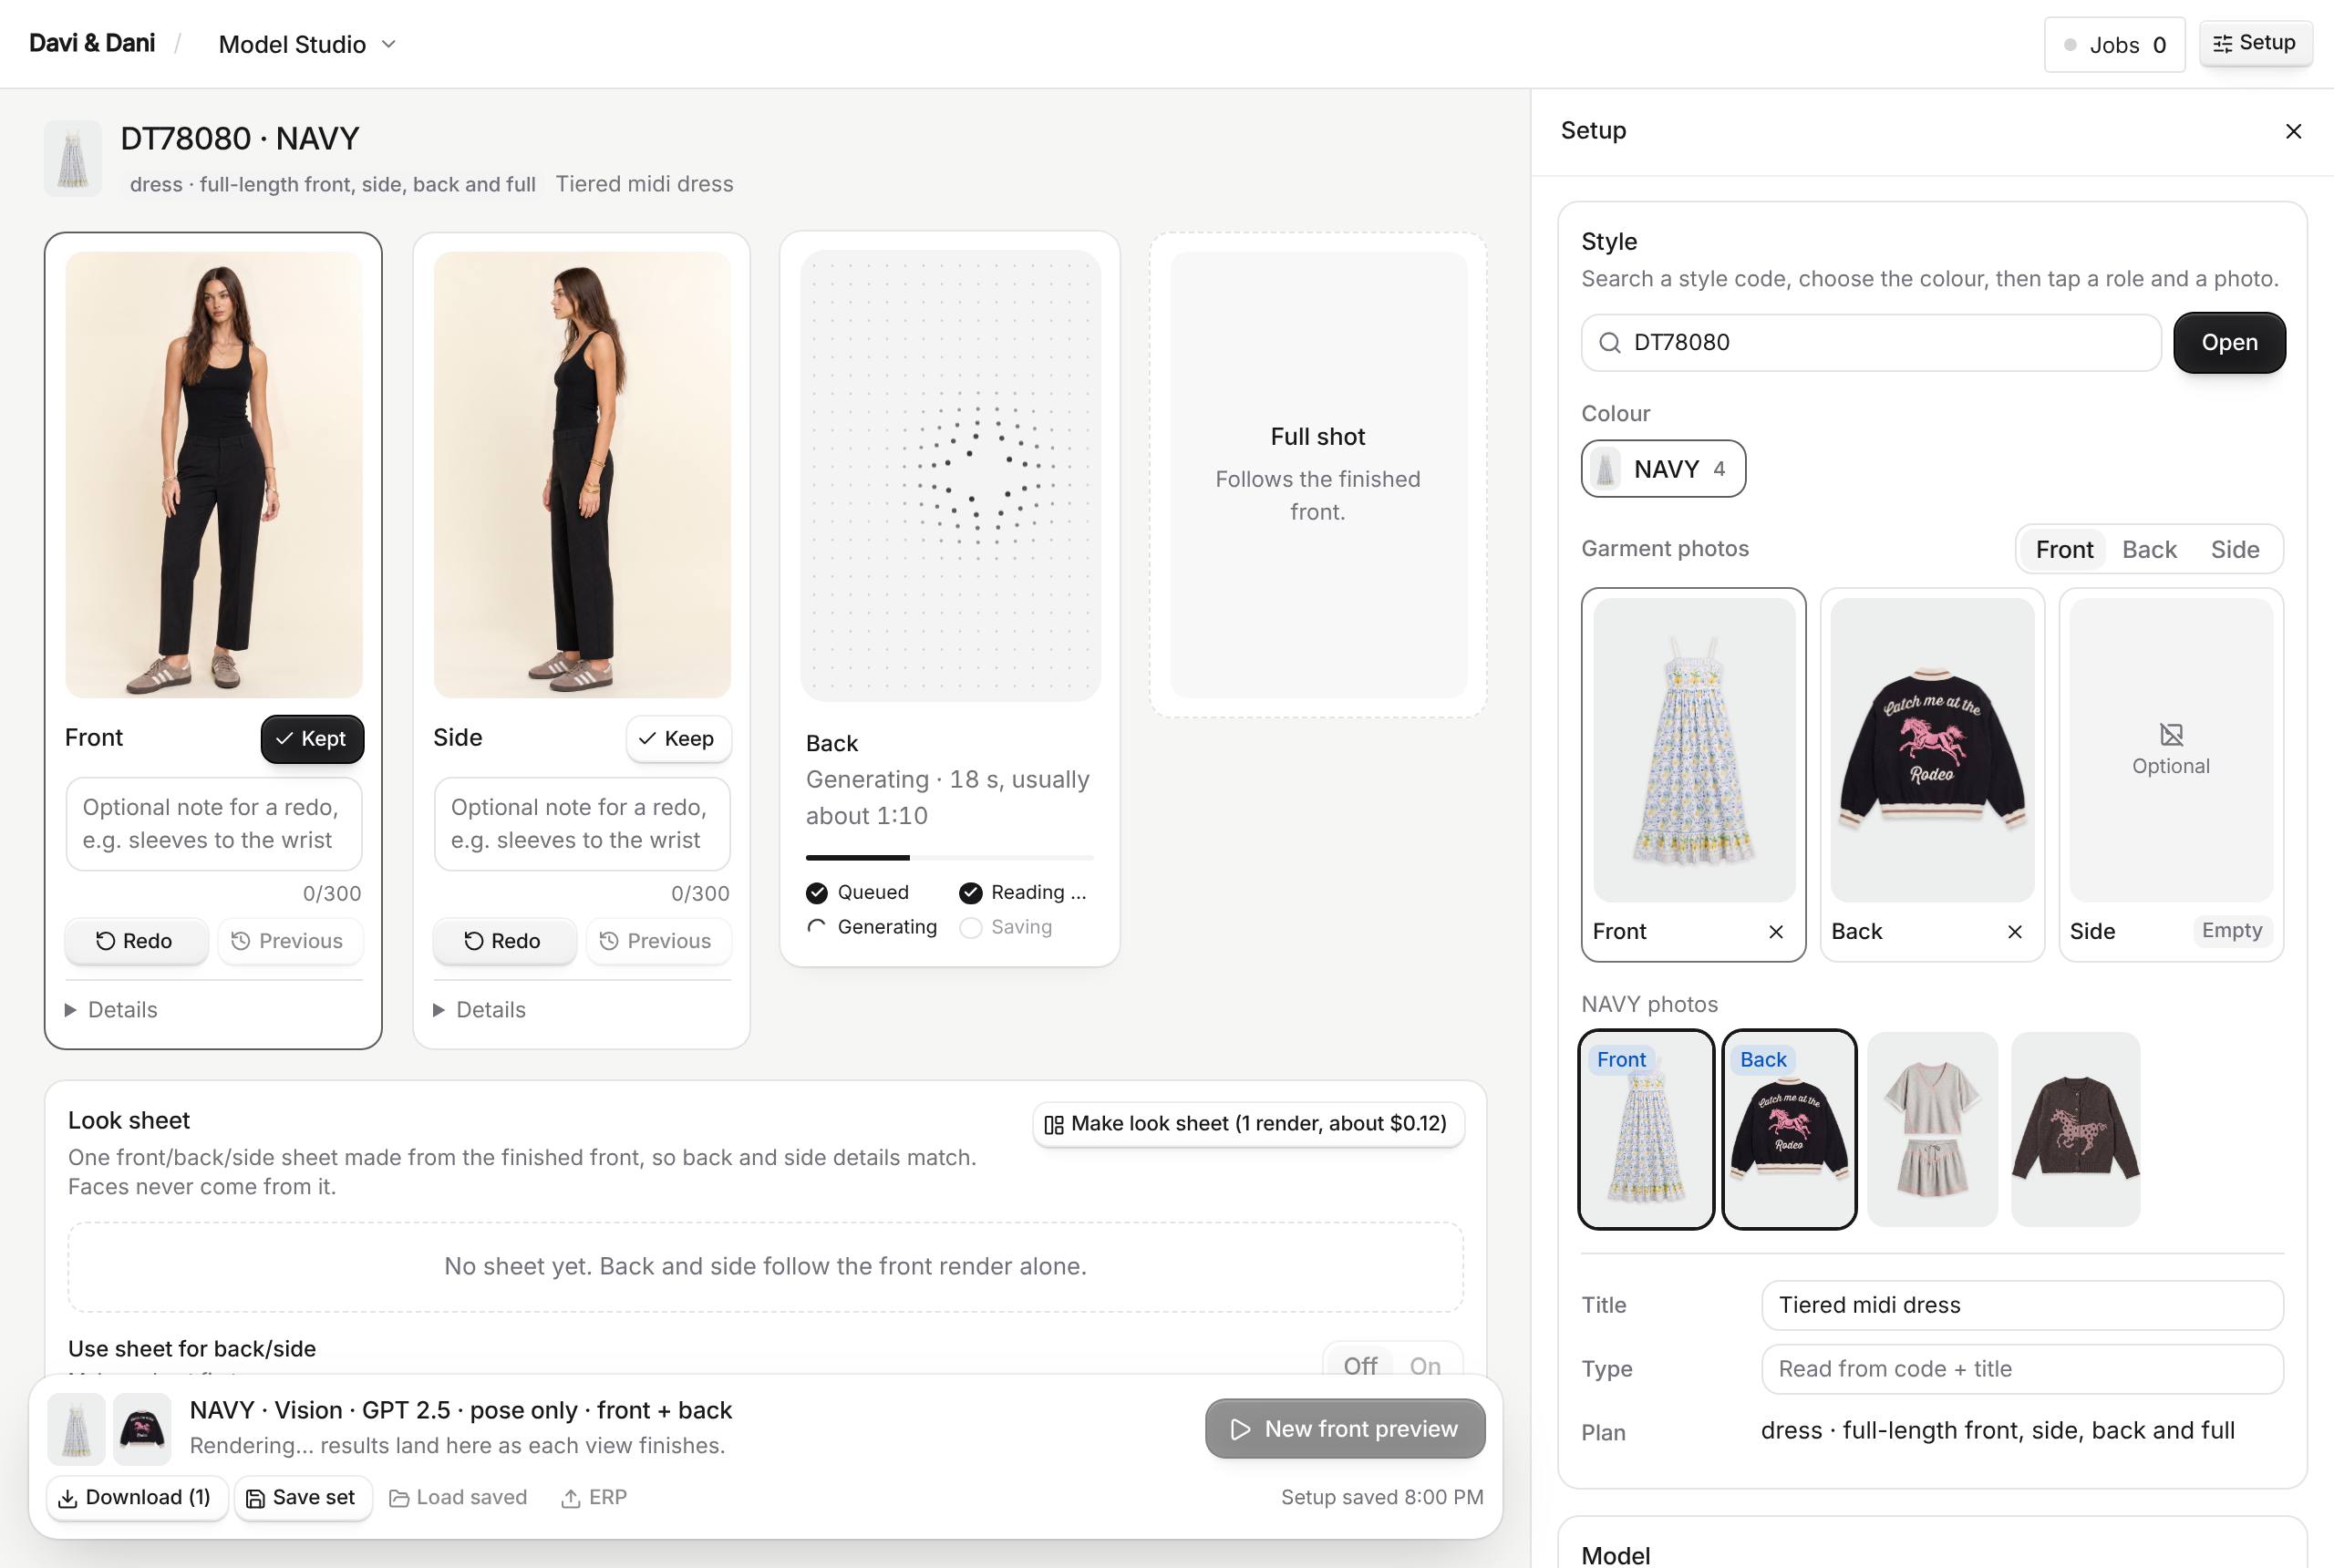 Davi & Dani / Model Studio
Jobs 0
Setup
DT78080 · NAVY
dress · full-length front, side, back and full Tiered midi dress
Front
Kept
Optional note for a redo,
e.g. sleeves to the wrist
0/300
Redo
Previous
Details
Side
Keep
Optional note for a redo,
e.g. sleeves to the wrist
0/300
Redo
Previous
Details
Back
Generating · 18 s, usually
about 1:10
Queued
Reading ...
Generating
Saving
Full shot
Follows the finished
front.
Look sheet
Make look sheet (1 render, about $0.12)
One front/back/side sheet made from the finished front, so back and side details match.
Faces never come from it.
No sheet yet. Back and side follow the front render alone.
Use sheet for back/side
Off On
NAVY · Vision · GPT 2.5 · pose only · front + back
Rendering... results land here as each view finishes.
New front preview
Download (1)
Save set
Load saved
ERP
Setup saved 8:00 PM
Setup
Style
Search a style code, choose the colour, then tap a role and a photo.
DT78080
Open
Colour
NAVY 4
Garment photos
Front Back Side
Catch me at the
Rodeo
Optional
Front
Back
Side
Empty
NAVY photos
Front
Back
Catch me at the
Rodeo
Title
Tiered midi dress
Type
Read from code + title
Plan
dress · full-length front, side, back and full
Model